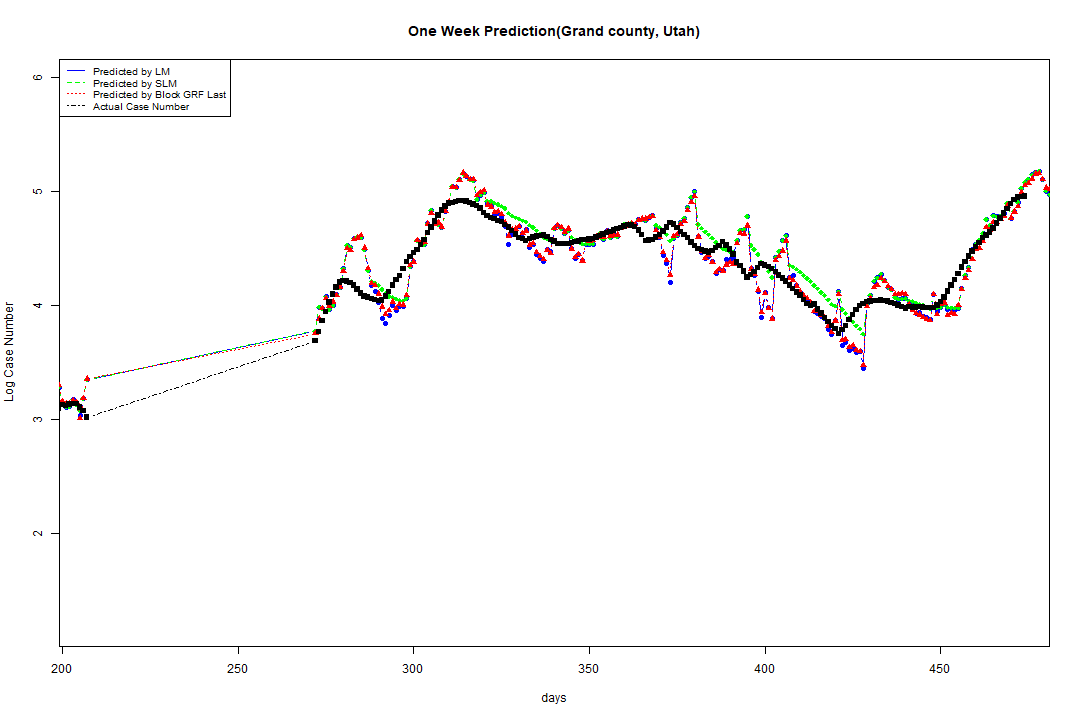 One Week Prediction(Grand county, Utah)
Predicted by LM
Predicted by SLM
Predicted by Block GRF Last
Actual Case Number
6
5
4
3
2
Log Case Number
200 250 300 350 400 450
days